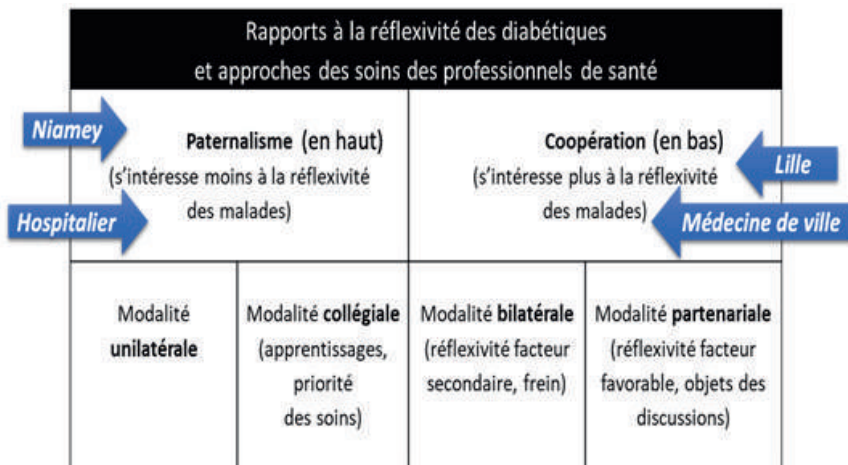 Rapports à la réflexivité des diabétiques
et approches des soins des professionnels de santé
Niamey
Paternalisme (en haut)
(s'intéresse moins à la réflexivité
des malades)
Hospitalier
Coopération (en bas)
(s'intéresse plus à la réflexivité
des malades)
Lille
Médecine de ville
Modalité
unilatérale
Modalité collégiale
(apprentissages,
priorité
des soins)
Modalité bilatérale
(réflexivité facteur
secondaire, frein)
Modalité partenariale
(réflexivité facteur
favorable, objets des
discussions)